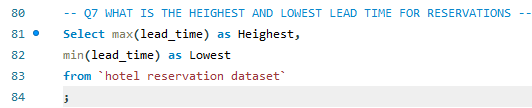 80 -- Q7 WHAT IS THE HEIGHEST AND LOWEST LEAD TIME FOR RESERVATIONS --
81 Select max(lead_time) as Heighest,
82 min(lead_time) as Lowest
83 from `hotel reservation dataset`
84 ;